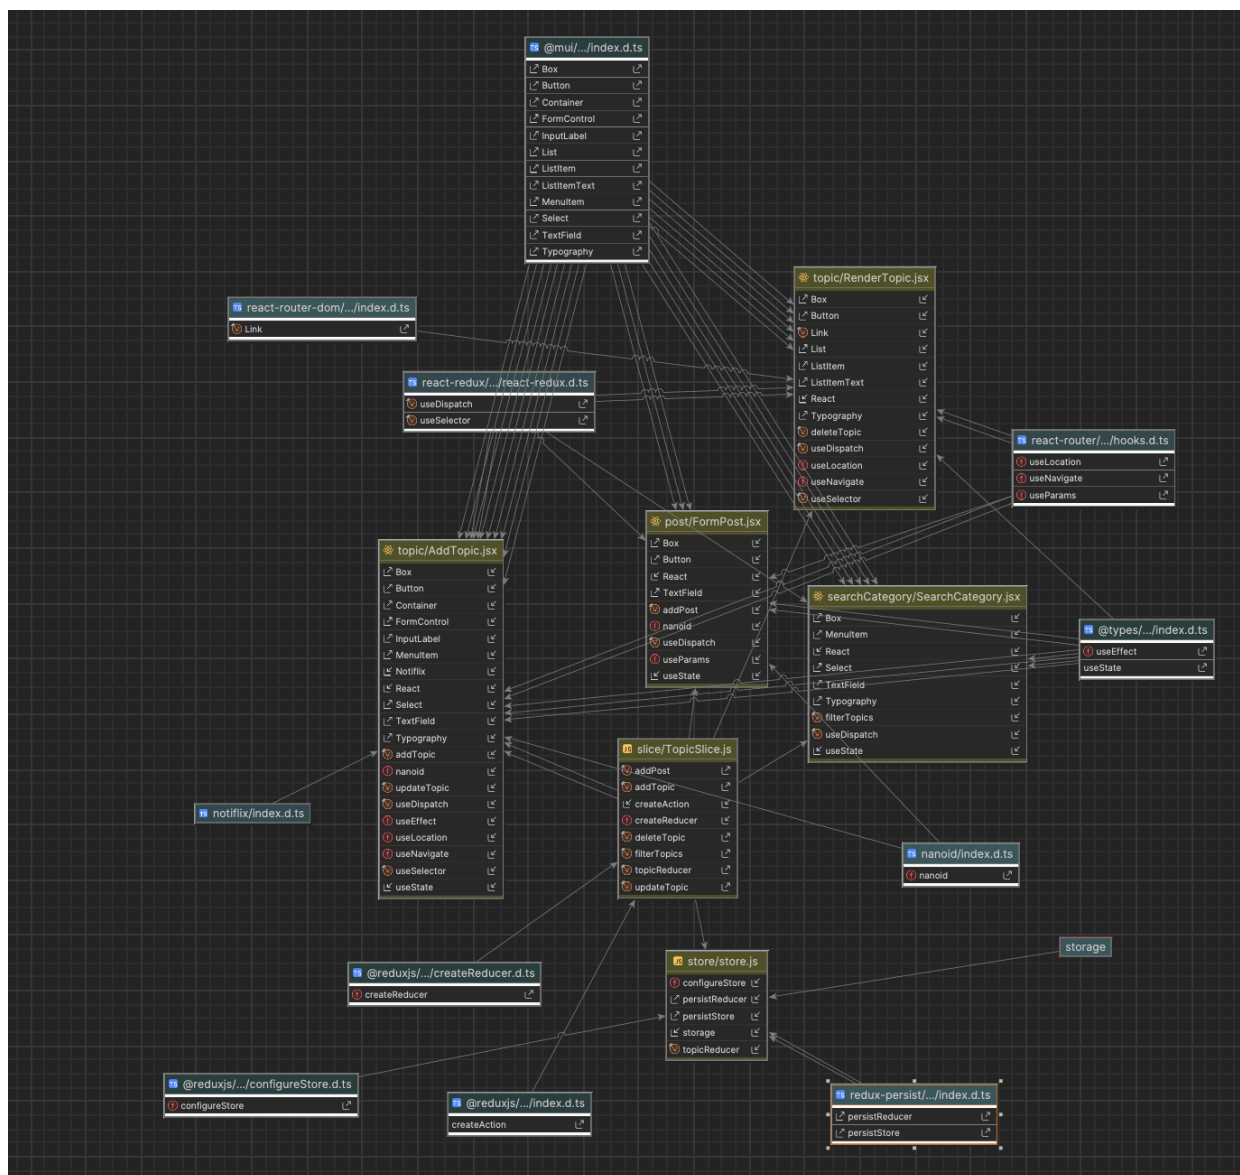 @mui/.../index.d.ts
Box
Button
Container
FormControl
InputLabel
List
ListItem
ListItemText
MenuItem
Select
TextField
Typography
topic/RenderTopic.jsx
Box
Button
Link
List
ListItem
ListItemText
React
Typography
deleteTopic
useDispatch
useLocation
useNavigate
useSelector
react-router-dom/.../index.d.ts
Link
react-redux/.../react-redux.d.ts
useDispatch
useSelector
react-router/.../hooks.d.ts
useLocation
useNavigate
useParams
post/FormPost.jsx
Box
Button
React
TextField
addPost
nanoid
useDispatch
useParams
useState
topic/AddTopic.jsx
Box
Button
Container
FormControl
InputLabel
MenuItem
Notiflix
React
Select
TextField
Typography
addTopic
nanoid
updateTopic
useDispatch
useEffect
useLocation
useNavigate
useSelector
useState
searchCategory/SearchCategory.jsx
Box
MenuItem
React
Select
TextField
Typography
filterTopics
useDispatch
useState
@types/.../index.d.ts
useEffect
useState
slice/TopicSlice.js
addPost
addTopic
createAction
createReducer
deleteTopic
filterTopics
topicReducer
updateTopic
notiflix/index.d.ts
nanoid/index.d.ts
nanoid
storage
store/store.js
configureStore
persistReducer
persistStore
storage
topicReducer
@reduxjs/.../createReducer.d.ts
createReducer
@reduxjs/.../configureStore.d.ts
configureStore
@reduxjs/.../index.d.ts
createAction
redux-persist/.../index.d.ts
persistReducer
persistStore